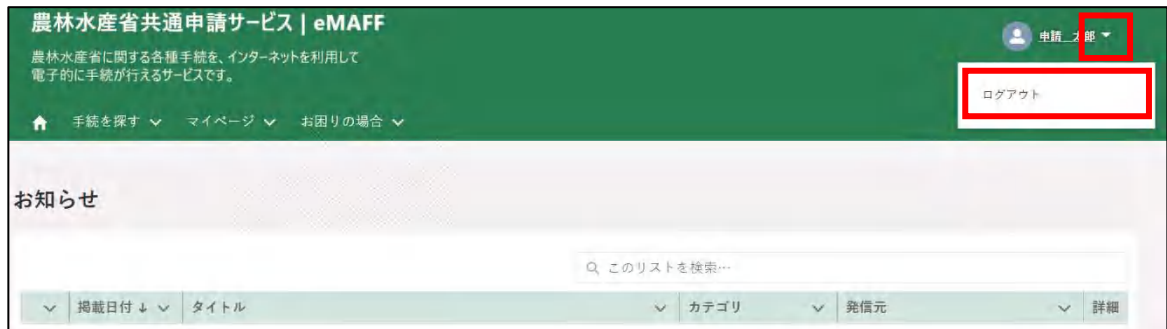 農林水産省共通申請サービス | eMAFF
申請 太郎
農林水産省に関する各種手続を、インターネットを利用して
電子的に手続が行えるサービスです。
ログアウト
手続を探す マイページ お困りの場合
お知らせ
このリストを検索…
掲載日付↓ タイトル カテゴリ 発信元 詳細